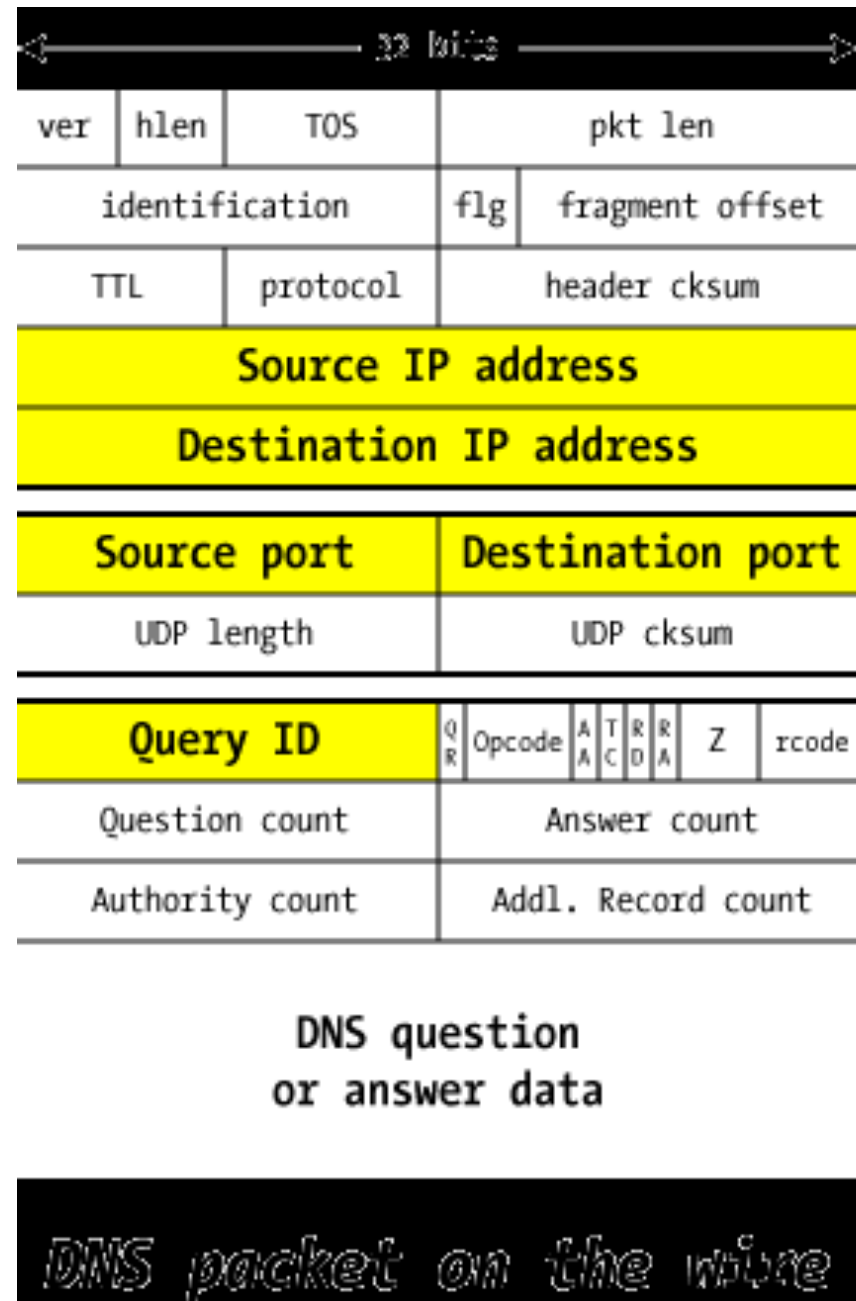 32 bits
ver hlen TOS pkt len
identification flg fragment offset
TTL protocol header cksum
Source IP address
Destination IP address
Source port Destination port
UDP length UDP cksum
Query ID QR Opcode AA TC RD RA Z rcode
Question count Answer count
Authority count Addl. Record count
DNS question
or answer data
DNS packet on the wire